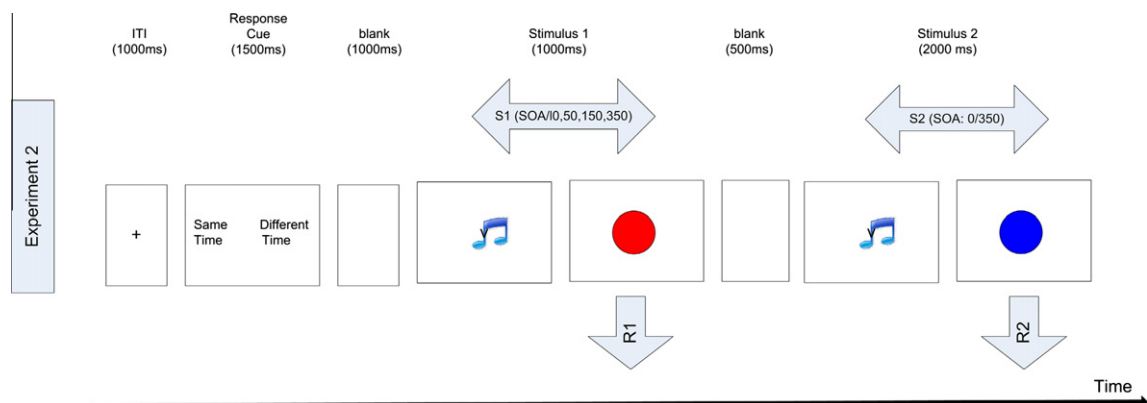 ITI
(1000ms)
Response
Cue
(1500ms)
blank
(1000ms)
Stimulus 1
(1000ms)
blank
(500ms)
Stimulus 2
(2000 ms)
S1 (SOA/I0,50,150,350)
S2 (SOA: 0/350)
Experiment 2
+
Same
Time
Different
Time
R1
R2
Time